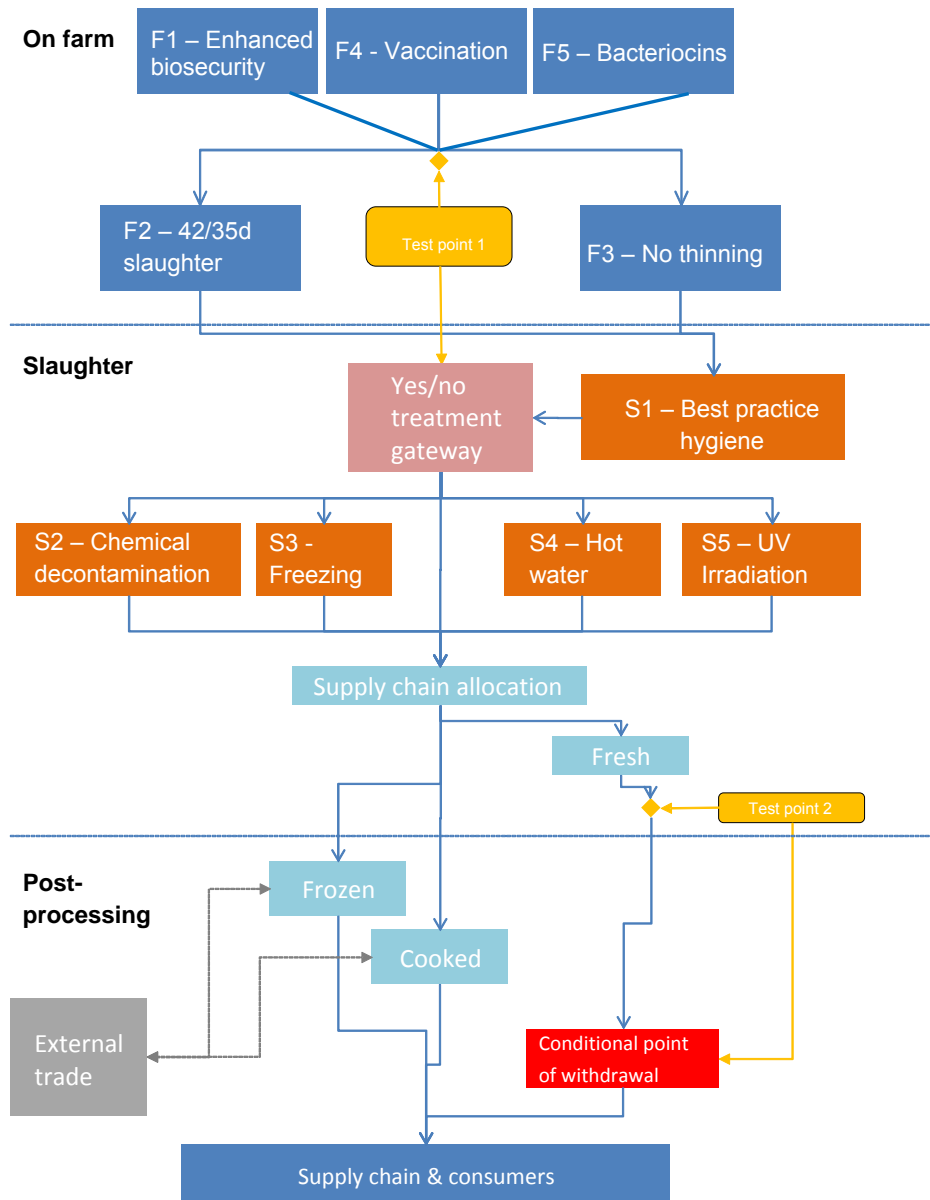 On farm
F1 – Enhanced
biosecurity
F4 - Vaccination
F5 – Bacteriocins
F2 – 42/35d
slaughter
Test point 1
F3 – No thinning
Slaughter
Yes/no
treatment
gateway
S1 – Best practice
hygiene
S2 – Chemical
decontamination
S3 -
Freezing
S4 – Hot
water
S5 – UV
Irradiation
Supply chain allocation
Fresh
Test point 2
Post-
processing
Frozen
Cooked
External
trade
Conditional point
of withdrawal
Supply chain & consumers